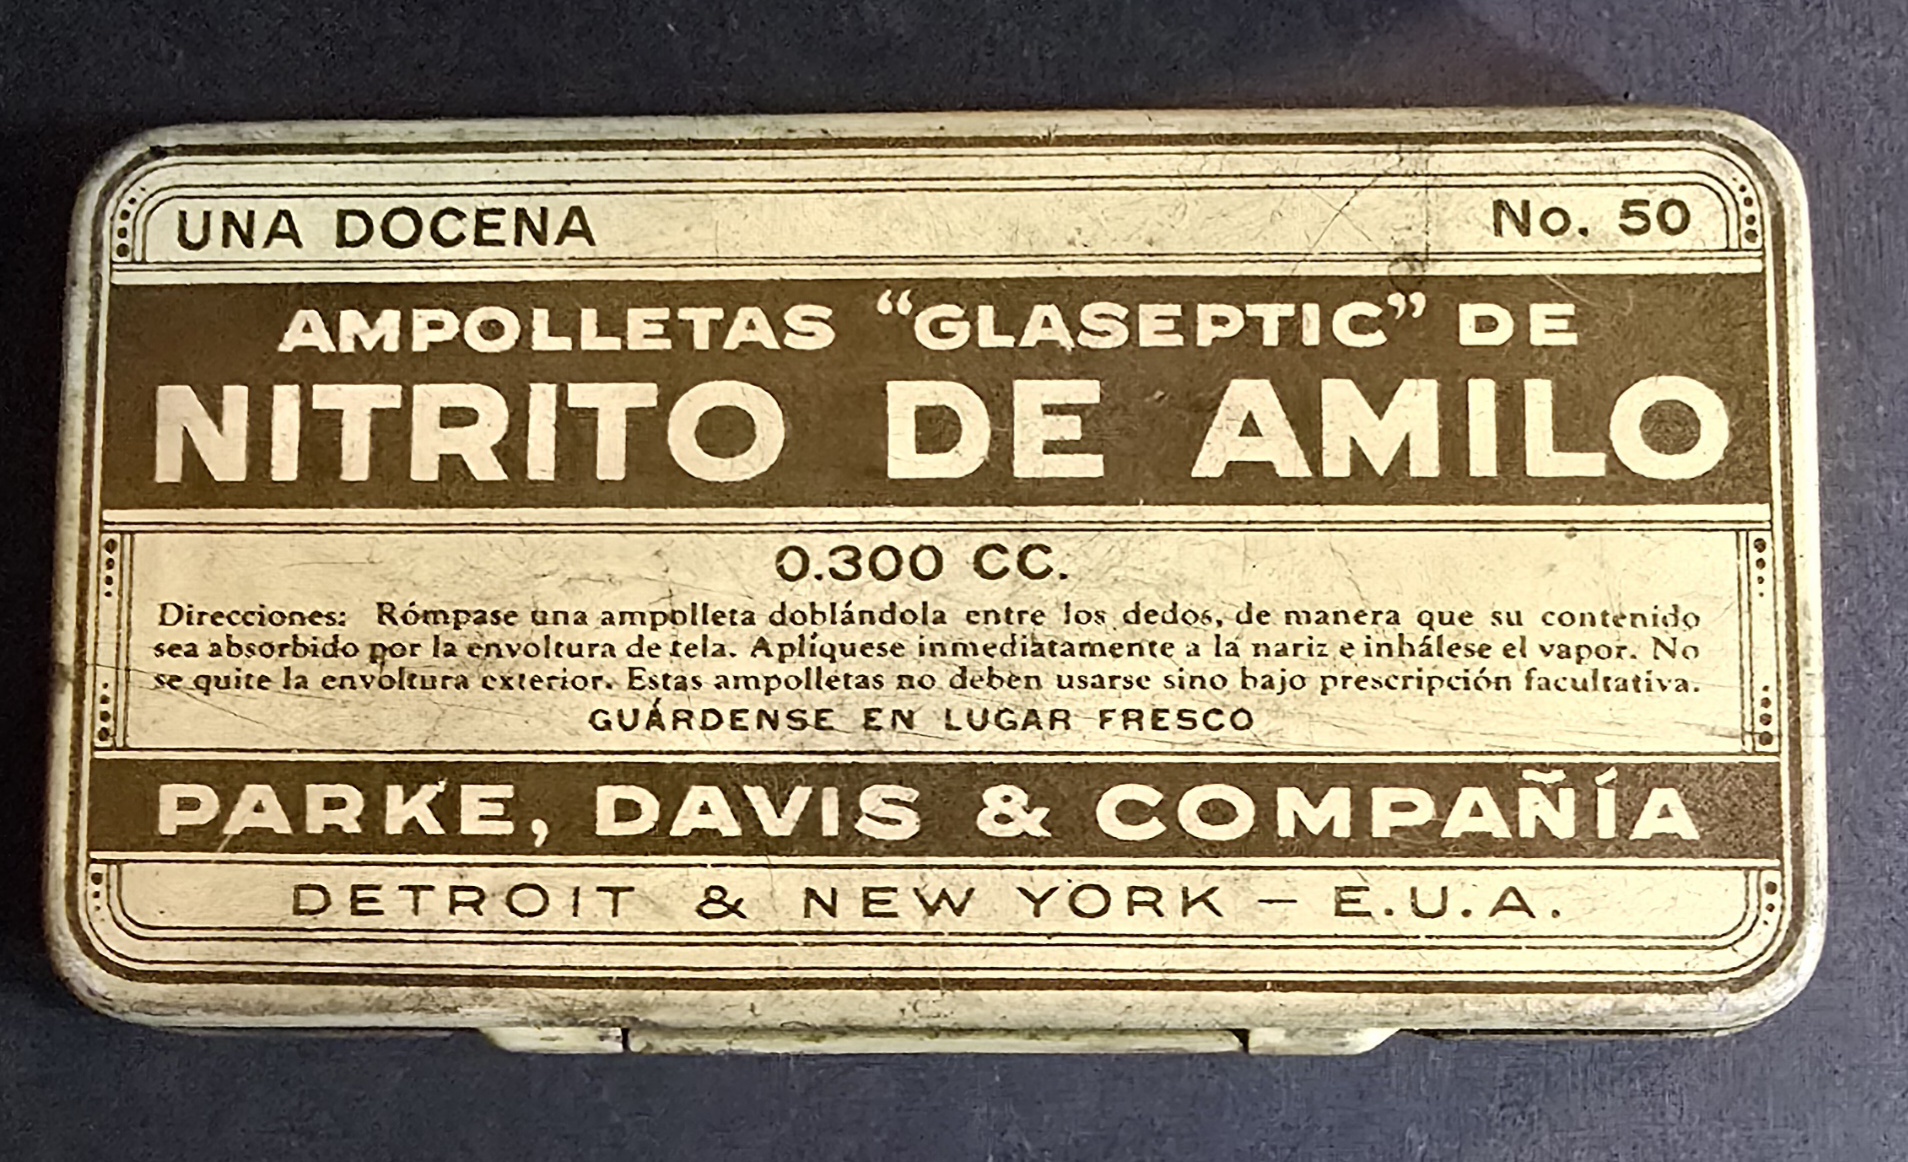 UNA DOCENA No. 50
AMPOLLETAS “GLASEPTIC” DE
NITRITO DE AMILO
0.300 CC.
Direcciones: Rómpase una ampolleta doblándola entre los dedos, de manera que su contenido
sea absorbido por la envoltura de tela. Aplíquese inmediatamente a la nariz e inhálese el vapor. No
se quite la envoltura exterior. Estas ampolletas no deben usarse sino bajo prescripción facultativa.
GUÁRDENSE EN LUGAR FRESCO
PARKE, DAVIS & COMPAÑÍA
DETROIT & NEW YORK — E.U.A.